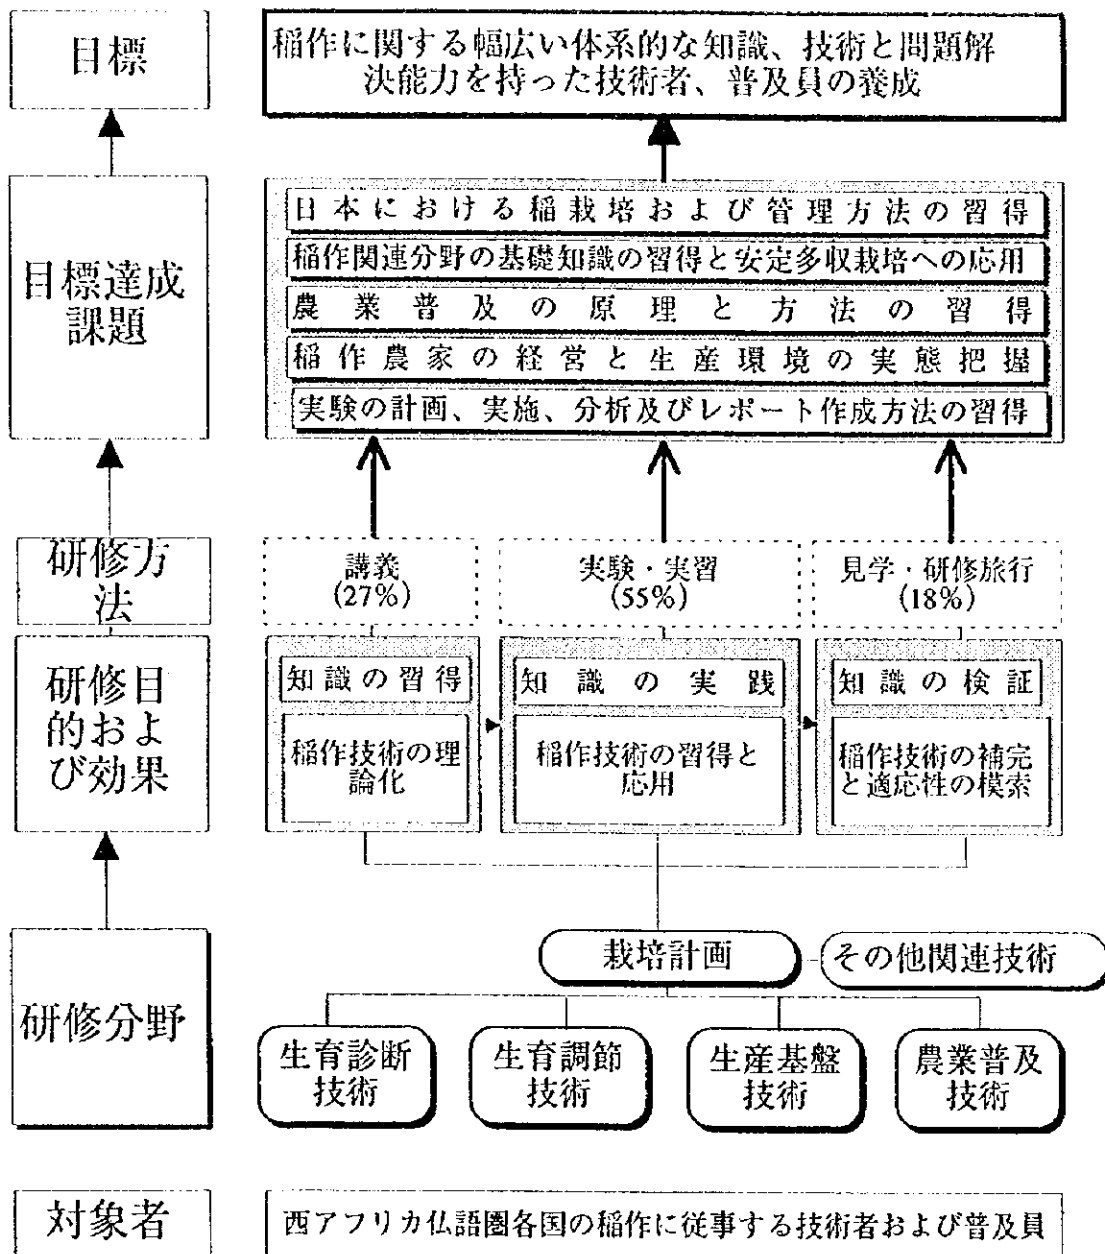 目標
稲作に関する幅広い体系的な知識、技術と問題解
決能力を持った技術者、普及員の養成
目標達成
課題
日本における稲栽培および管理方法の習得
稲作関連分野の基礎知識の習得と安定多収栽培への応用
農業普及の原理と方法の習得
稲作農家の経営と生産環境の実態把握
実験の計画、実施、分析及びレポート作成方法の習得
研修方
法
講義
(27%)
実験・実習
(55%)
見学・研修旅行
(18%)
研修目
的およ
び効果
知識の習得
稲作技術の理
論化
知識の実践
稲作技術の習得と
応用
知識の検証
稲作技術の補完
と適応性の模索
研修分野
栽培計画
その他関連技術
生育診断
技術
生育調節
技術
生産基盤
技術
農業普及
技術
対象者
西アフリカ仏語圏各国の稲作に従事する技術者および普及員